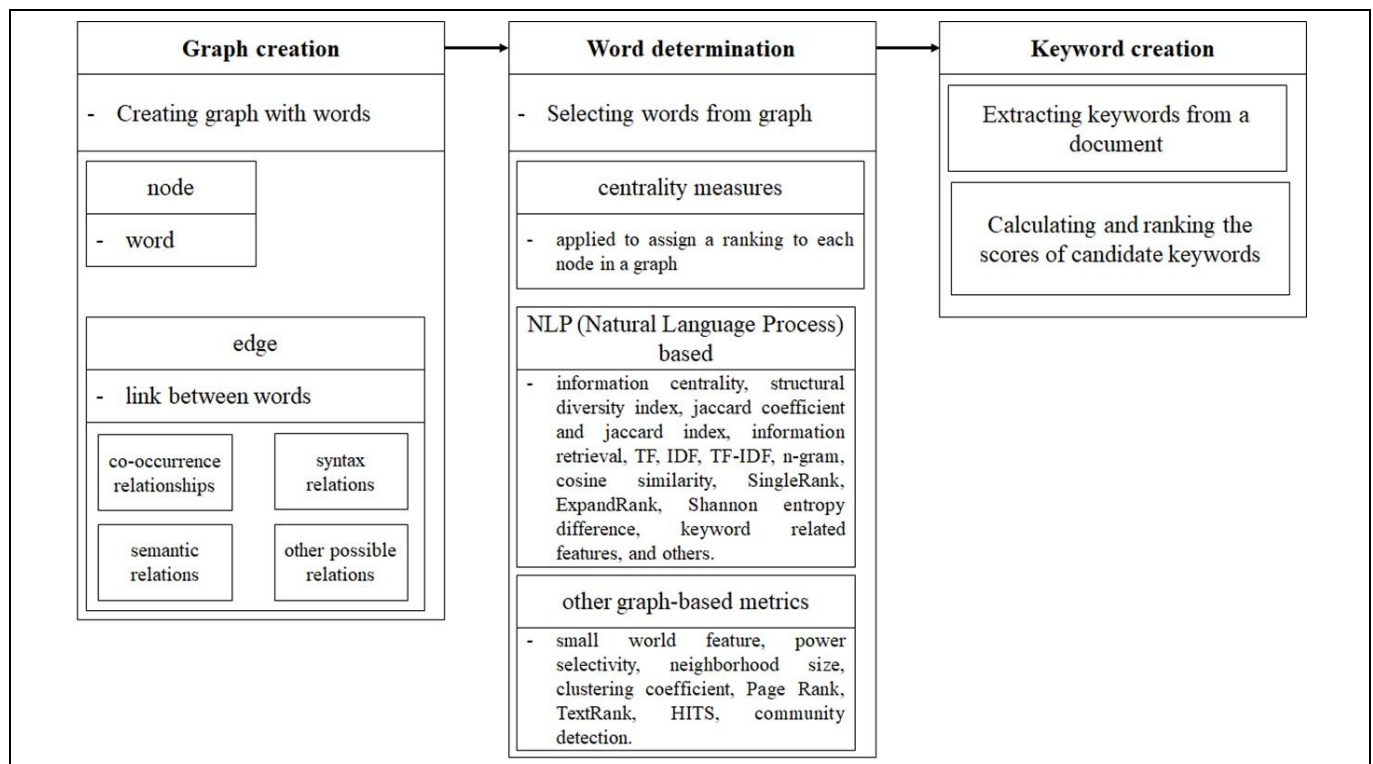 Graph creation
- Creating graph with words
node
- word
edge
- link between words
co-occurrence
relationships
syntax
relations
semantic
relations
other possible
relations
Word determination
- Selecting words from graph
centrality measures
- applied to assign a ranking to each
node in a graph
NLP (Natural Language Process)
based
- information centrality, structural
diversity index, jaccard coefficient
and jaccard index, information
retrieval, TF, IDF, TF-IDF, n-gram,
cosine similarity, SingleRank,
ExpandRank, Shannon entropy
difference, keyword related
features, and others.
other graph-based metrics
- small world feature, power
selectivity, neighborhood size,
clustering coefficient, Page Rank,
TextRank, HITS, community
detection.
Keyword creation
Extracting keywords from a
document
Calculating and ranking the
scores of candidate keywords